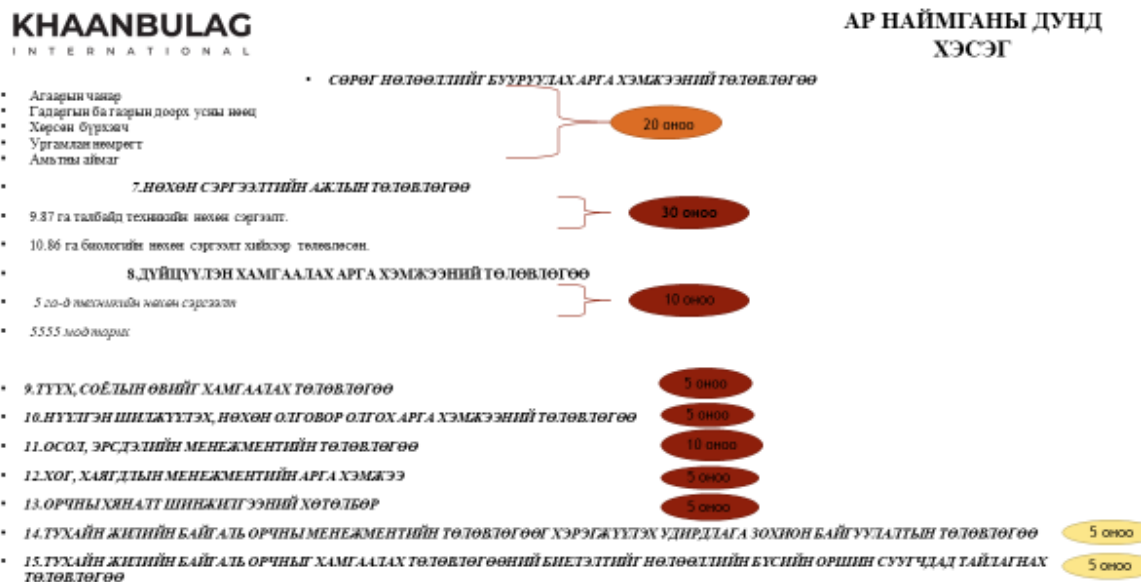 KHAANBULAG
INTERNATIONAL
АР НАЙМГАНЫ ДУНД
ХЭСЭГ
• СӨРӨГ НӨЛӨӨЛЛИЙГ БУУРУУЛАХ АРГА ХЭМЖЭЭНИЙ ТӨЛӨВЛӨГӨӨ
• Агаарын чанар
• Гадаргын ба газрын доорх усны нөөц
• Хөрсөн бүрхэвч
• Ургамлан нөмрөгт
• Амьтны аймаг
20 оноо
• 7.НӨХӨН СЭРГЭЭЛТИЙН АЖЛЫН ТӨЛӨВЛӨГӨӨ
• 9.87 га талбайд техникийн нөхөн сэргээлт.
30 оноо
• 10.86 га биологийн нөхөн сэргээлт хийхээр төлөвлөсөн.
• 8.ДҮЙЦҮҮЛЭН ХАМГААЛАХ АРГА ХЭМЖЭЭНИЙ ТӨЛӨВЛӨГӨӨ
• 5 га-д техникийн нөхөн сэргээлт
10 оноо
• 5555 мод тарих
• 9.ТҮҮХ, СОЁЛЫН ӨВИЙГ ХАМГААЛАХ ТӨЛӨВЛӨГӨӨ 5 оноо
• 10.НҮҮЛГЭН ШИЛЖҮҮЛЭХ, НӨХӨН ОЛГОВОР ОЛГОХ АРГА ХЭМЖЭЭНИЙ ТӨЛӨВЛӨГӨӨ 5 оноо
• 11.ОСОЛ, ЭРСДЭЛИЙН МЕНЕЖМЕНТИЙН ТӨЛӨВЛӨГӨӨ 10 оноо
• 12.ХОГ, ХАЯГДЛЫН МЕНЕЖМЕНТИЙН АРГА ХЭМЖЭЭ 5 оноо
• 13.ОРЧНЫ ХЯНАЛТ ШИНЖИЛГЭЭНИЙ ХӨТӨЛБӨР 5 оноо
• 14.ТУХАЙН ЖИЛИЙН БАЙГАЛЬ ОРЧНЫ МЕНЕЖМЕНТИЙН ТӨЛӨВЛӨГӨӨГ ХЭРЭГЖҮҮЛЭХ УДИРДЛАГА ЗОХИОН БАЙГУУЛАЛТЫН ТӨЛӨВЛӨГӨӨ 5 оноо
• 15.ТУХАЙН ЖИЛИЙН БАЙГАЛЬ ОРЧНЫГ ХАМГААЛАХ ТӨЛӨВЛӨГӨӨНИЙ БИЕЛЭЛТИЙГ НӨЛӨӨЛЛИЙН БҮСИЙН ОРШИН СУУГЧДАД ТАЙЛАГНАХ 5 оноо
ТӨЛӨВЛӨГӨӨ